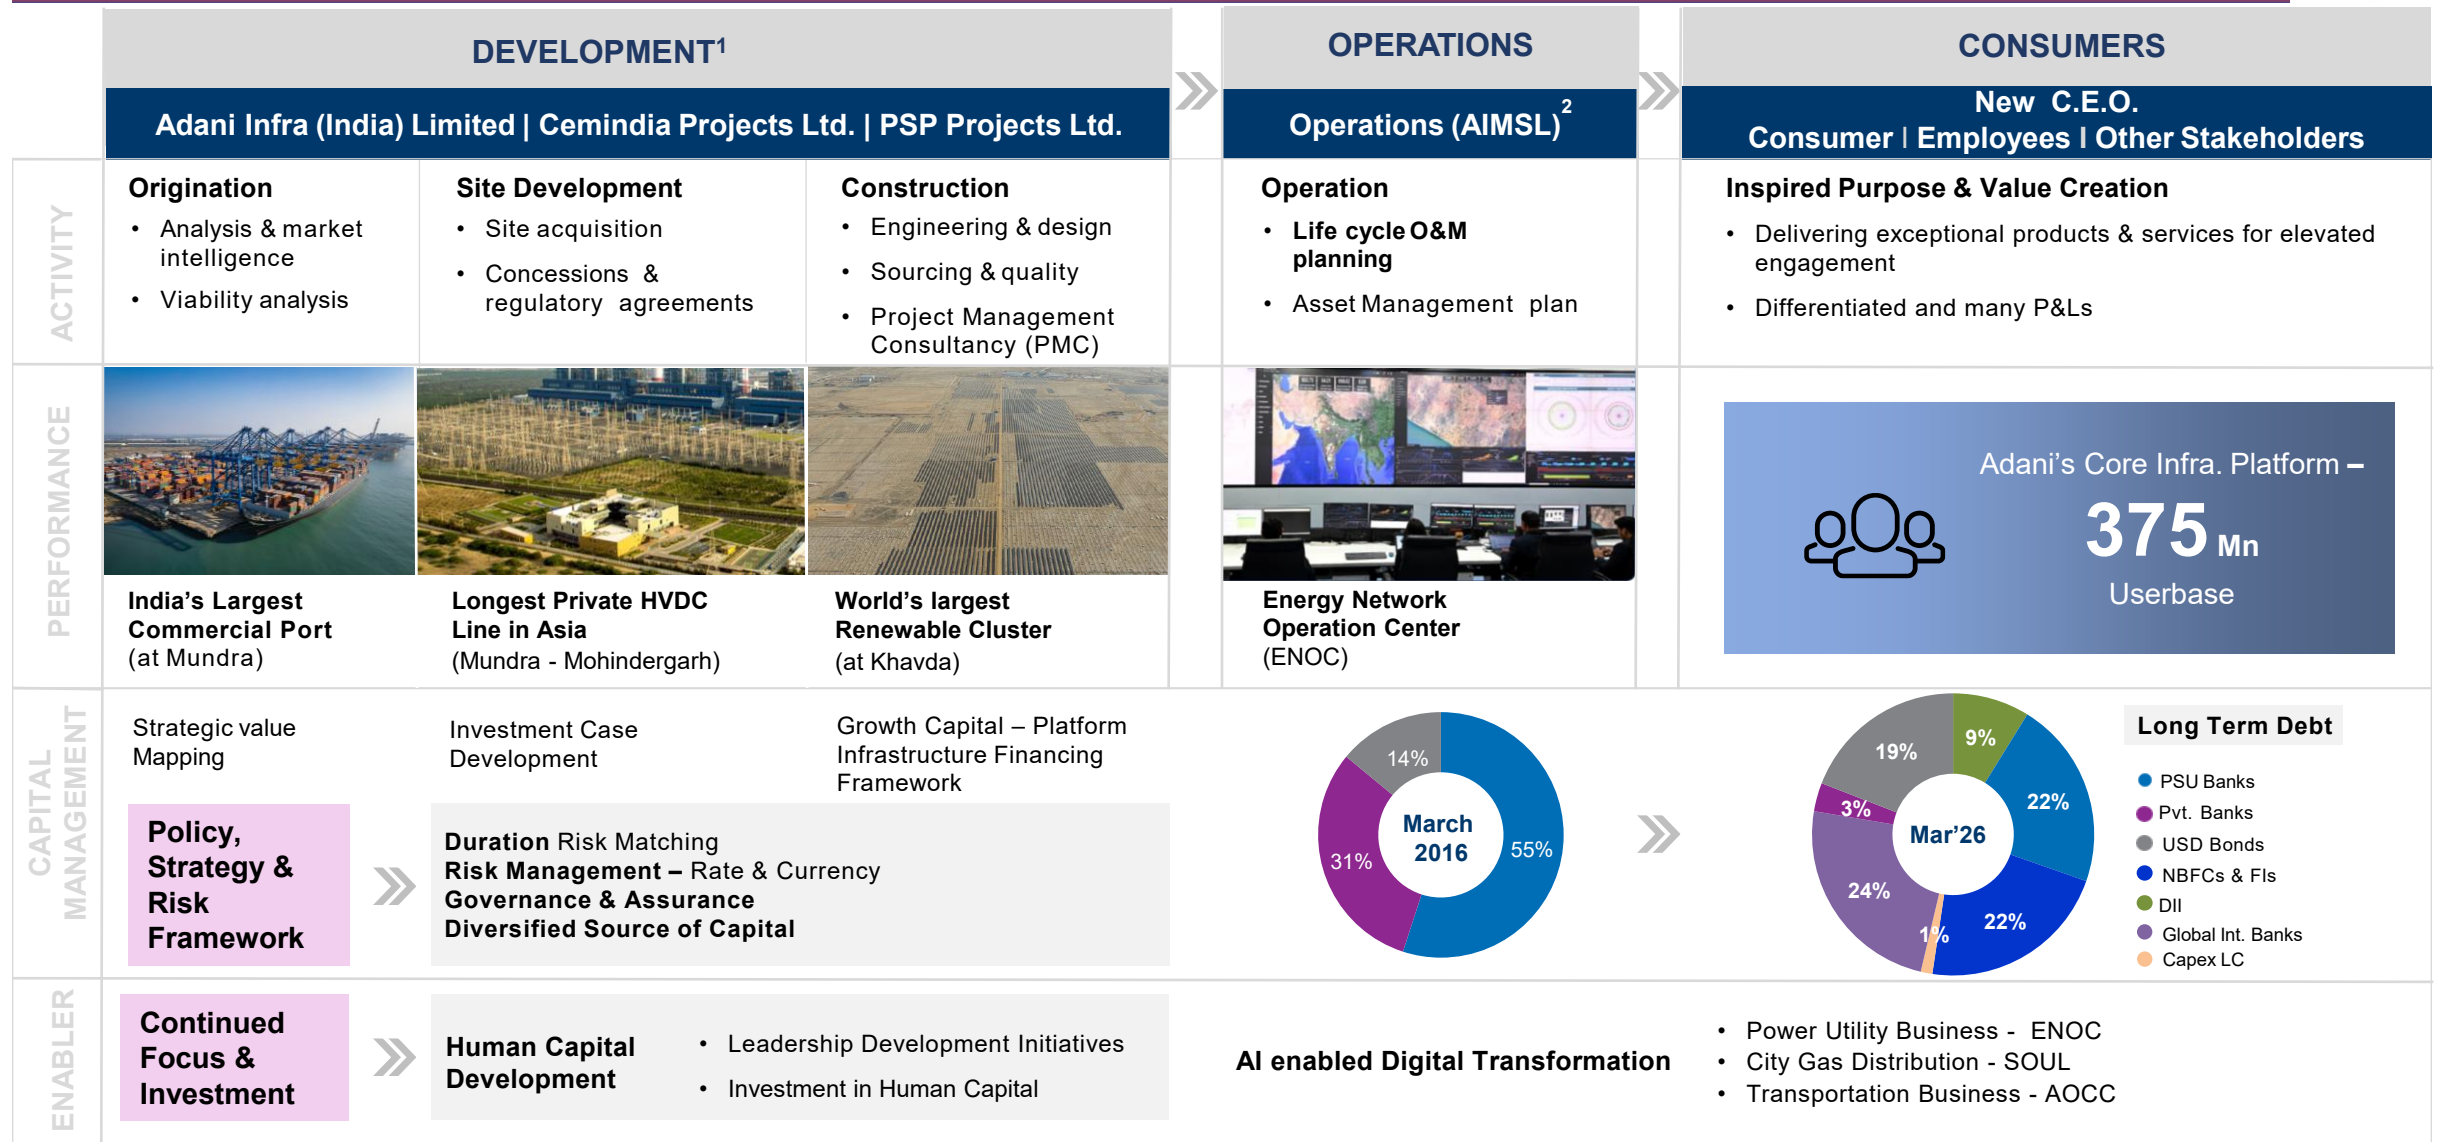 DEVELOPMENT1
OPERATIONS
CONSUMERS
Adani Infra (India) Limited | Cemindia Projects Ltd. | PSP Projects Ltd.
Operations (AIMSL)2
New C.E.O.
Consumer | Employees | Other Stakeholders
ACTIVITY
Origination
• Analysis & market
intelligence
• Viability analysis
Site Development
• Site acquisition
• Concessions &
regulatory agreements
Construction
• Engineering & design
• Sourcing & quality
• Project Management
Consultancy (PMC)
Operation
• Life cycle O&M
planning
• Asset Management plan
Inspired Purpose & Value Creation
• Delivering exceptional products & services for elevated
engagement
• Differentiated and many P&Ls
PERFORMANCE
India's Largest
Commercial Port
(at Mundra)
Longest Private HVDC
Line in Asia
(Mundra - Mohindergarh)
World's largest
Renewable Cluster
(at Khavda)
Energy Network
Operation Center
(ENOC)
Adani's Core Infra. Platform –
375 Mn
Userbase
CAPITAL
MANAGEMENT
Strategic value
Mapping
Investment Case
Development
Growth Capital – Platform
Infrastructure Financing
Framework
Policy,
Strategy &
Risk
Framework
Duration Risk Matching
Risk Management – Rate & Currency
Governance & Assurance
Diversified Source of Capital
14%
31%
55%
March
2016
19%
9%
3%
22%
24%
22%
1%
Mar'26
Long Term Debt
PSU Banks
Pvt. Banks
USD Bonds
NBFCs & FIs
DII
Global Int. Banks
Capex LC
ENABLER
Continued
Focus &
Investment
Human Capital
Development
• Leadership Development Initiatives
• Investment in Human Capital
AI enabled Digital Transformation
• Power Utility Business - ENOC
• City Gas Distribution - SOUL
• Transportation Business - AOCC